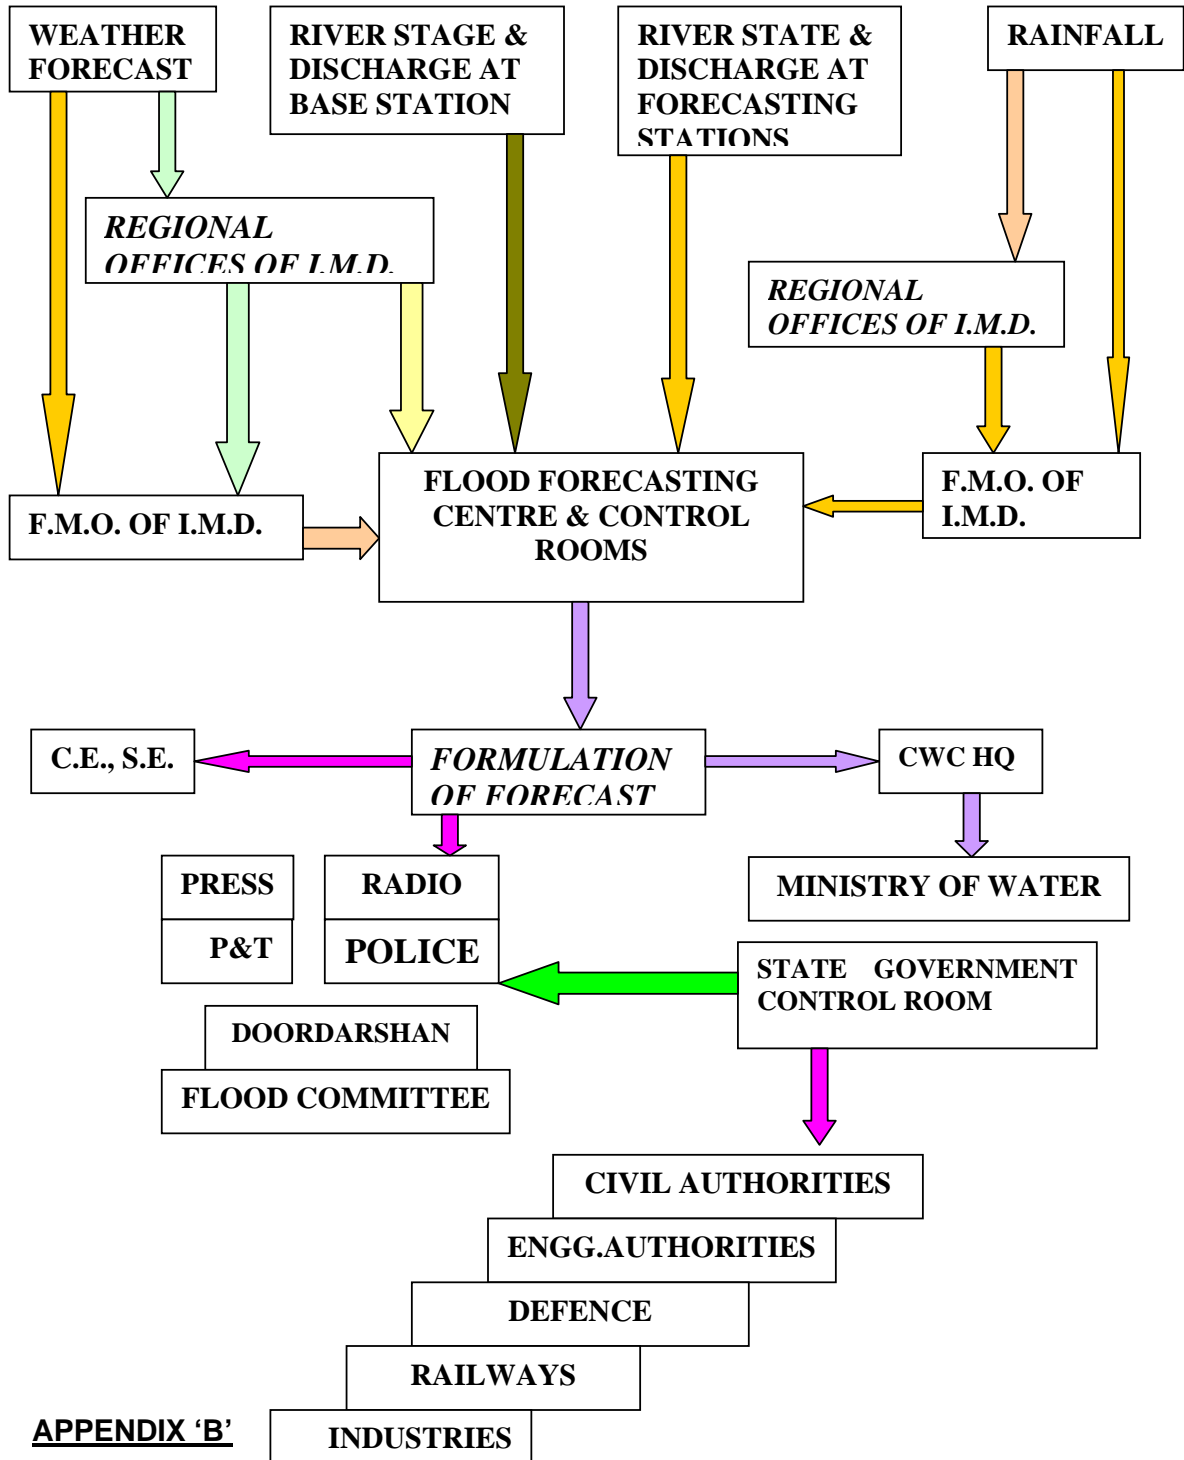 WEATHER
FORECAST
RIVER STAGE &
DISCHARGE AT
BASE STATION
RIVER STATE &
DISCHARGE AT
FORECASTING
STATIONS
RAINFALL
REGIONAL
OFFICES OF I.M.D.
REGIONAL
OFFICES OF I.M.D.
F.M.O. OF I.M.D.
FLOOD FORECASTING
CENTRE & CONTROL
ROOMS
F.M.O. OF
I.M.D.
C.E., S.E.
FORMULATION
OF FORECAST
CWC HQ
PRESS
RADIO
MINISTRY OF WATER
P&T
POLICE
STATE GOVERNMENT
CONTROL ROOM
DOORDARSHAN
FLOOD COMMITTEE
CIVIL AUTHORITIES
ENGG.AUTHORITIES
DEFENCE
RAILWAYS
INDUSTRIES
APPENDIX ‘B’